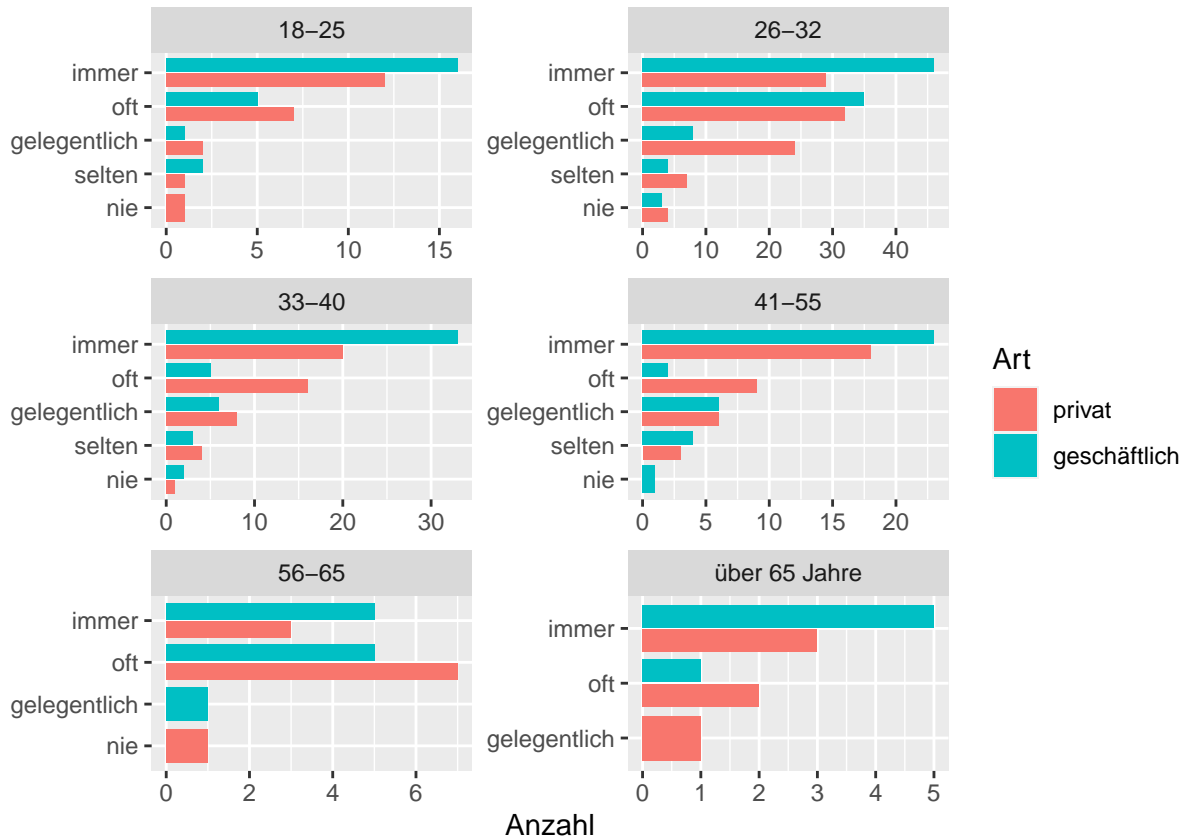 18−25
immer
oft
gelegentlich
selten
nie
0 5 10 15
26−32
immer
oft
gelegentlich
selten
nie
0 10 20 30 40
33−40
immer
oft
gelegentlich
selten
nie
0 10 20 30
41−55
immer
oft
gelegentlich
selten
nie
0 5 10 15 20
56−65
immer
oft
gelegentlich
nie
0 2 4 6
über 65 Jahre
immer
oft
gelegentlich
0 1 2 3 4 5
Anzahl
Art
privat
geschäftlich